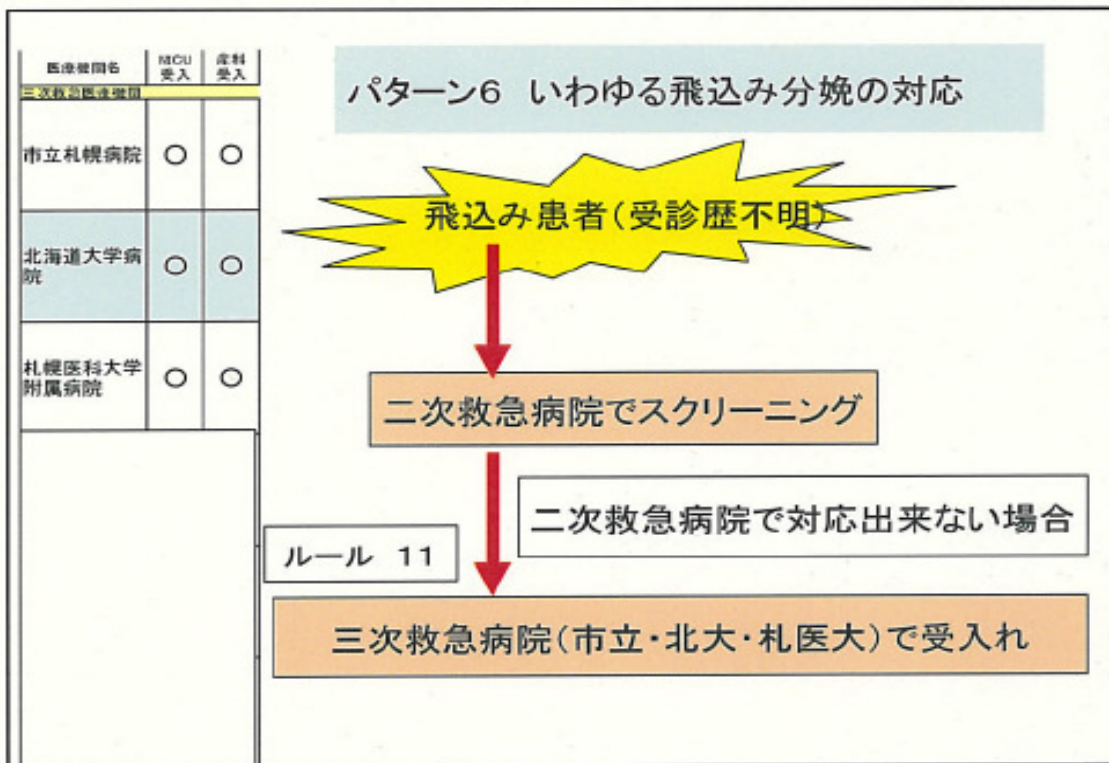 医療機関名 NICU受入 産科受入
三次救急医療機関
市立札幌病院 ○ ○
北海道大学病院 ○ ○
札幌医科大学附属病院 ○ ○
パターン6 いわゆる飛込み分娩の対応
飛込み患者(受診歴不明)
二次救急病院でスクリーニング
二次救急病院で対応出来ない場合
ルール 11
三次救急病院(市立・北大・札医大)で受入れ